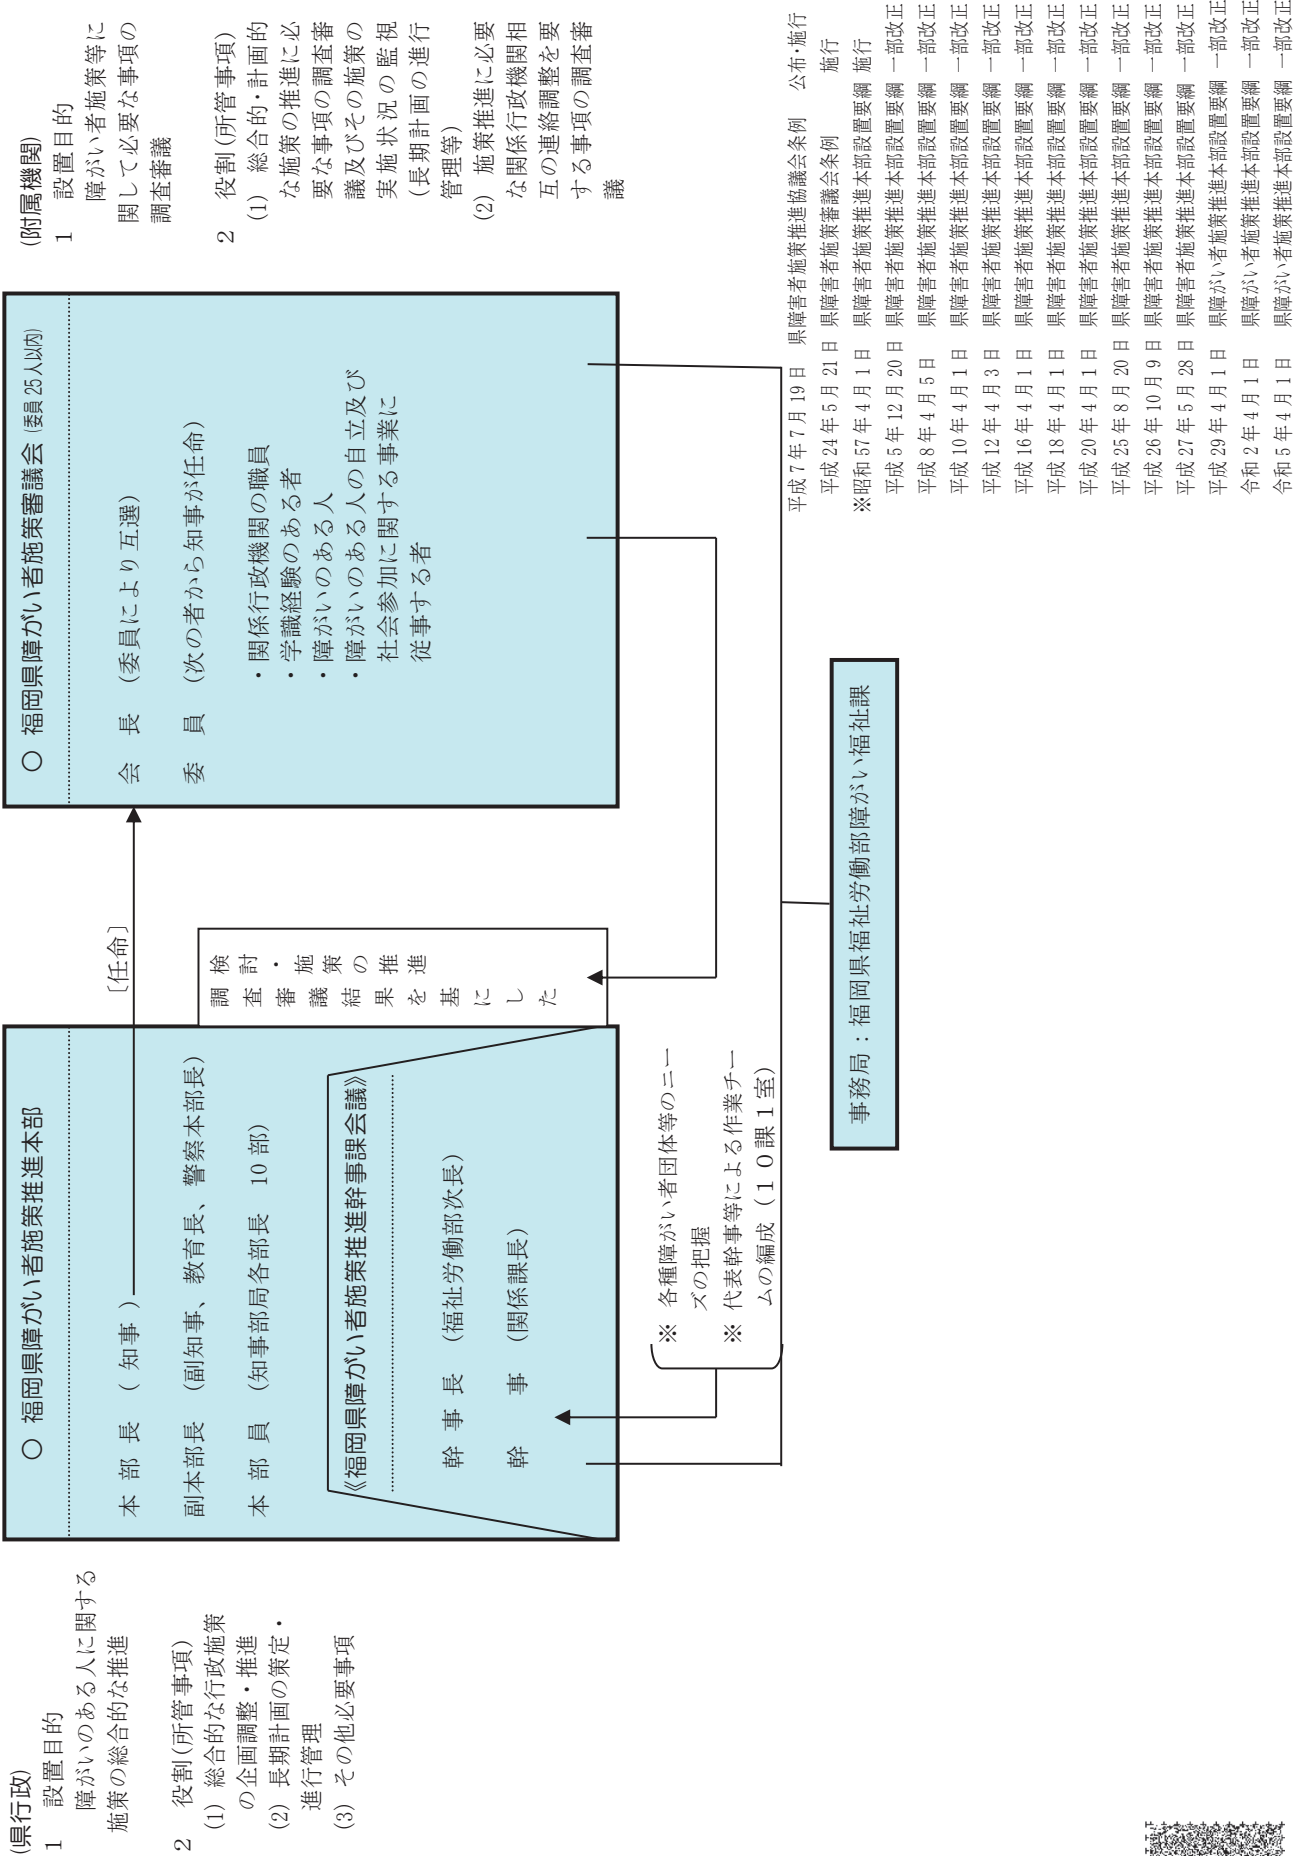 (県行政)
1　設置目的
障がいのある人に関する
施策の総合的な推進
2　役割(所管事項)
(1) 総合的な行政施策
の企画調整・推進
(2) 長期計画の策定・
進行管理
(3) その他必要事項
○ 福岡県障がい者施策推進本部
本 部 長 （ 知事 ）
副本部長 （副知事、教育長、警察本部長）
本 部 員 （知事部局各部長　10 部）
《福岡県障がい者施策推進幹事課会議》
幹 事 長 （福祉労働部次長）
幹　　事 （関係課長）
［任命］
調査審議結果を基にした
検討・施策の推進
※ 各種障がい者団体等のニー
ズの把握
※ 代表幹事等による作業チー
ムの編成（１０課１室）
○ 福岡県障がい者施策審議会 (委員 25 人以内)
会　長 （委員により互選）
委　員 （次の者から知事が任命）
・関係行政機関の職員
・学識経験のある者
・障がいのある人
・障がいのある人の自立及び
社会参加に関する事業に
従事する者
(附属機関)
1　設置目的
障がい者施策等に
関して必要な事項の
調査審議
2　役割(所管事項)
(1) 総合的・計画的
な施策の推進に必
要な事項の調査審
議及びその施策の
実施状況の監視
(長期計画の進行
管理等)
(2) 施策推進に必要
な関係行政機関相
互の連絡調整を要
する事項の調査審
議
事務局：福岡県福祉労働部障がい福祉課
平成 7 年 7 月 19 日　県障害者施策推進協議会条例　公布・施行
平成 24 年 5 月 21 日　県障害者施策審議会条例　施行
※昭和 57 年 4 月 1 日　県障害者施策推進本部設置要綱　施行
平成 5 年 12 月 20 日　県障害者施策推進本部設置要綱　一部改正
平成 8 年 4 月 5 日　県障害者施策推進本部設置要綱　一部改正
平成 10 年 4 月 1 日　県障害者施策推進本部設置要綱　一部改正
平成 12 年 4 月 3 日　県障害者施策推進本部設置要綱　一部改正
平成 16 年 4 月 1 日　県障害者施策推進本部設置要綱　一部改正
平成 18 年 4 月 1 日　県障害者施策推進本部設置要綱　一部改正
平成 20 年 4 月 1 日　県障害者施策推進本部設置要綱　一部改正
平成 25 年 8 月 20 日　県障害者施策推進本部設置要綱　一部改正
平成 26 年 10 月 9 日　県障害者施策推進本部設置要綱　一部改正
平成 27 年 5 月 28 日　県障害者施策推進本部設置要綱　一部改正
平成 29 年 4 月 1 日　県障がい者施策推進本部設置要綱　一部改正
令和 2 年 4 月 1 日　県障がい者施策推進本部設置要綱　一部改正
令和 5 年 4 月 1 日　県障がい者施策推進本部設置要綱　一部改正